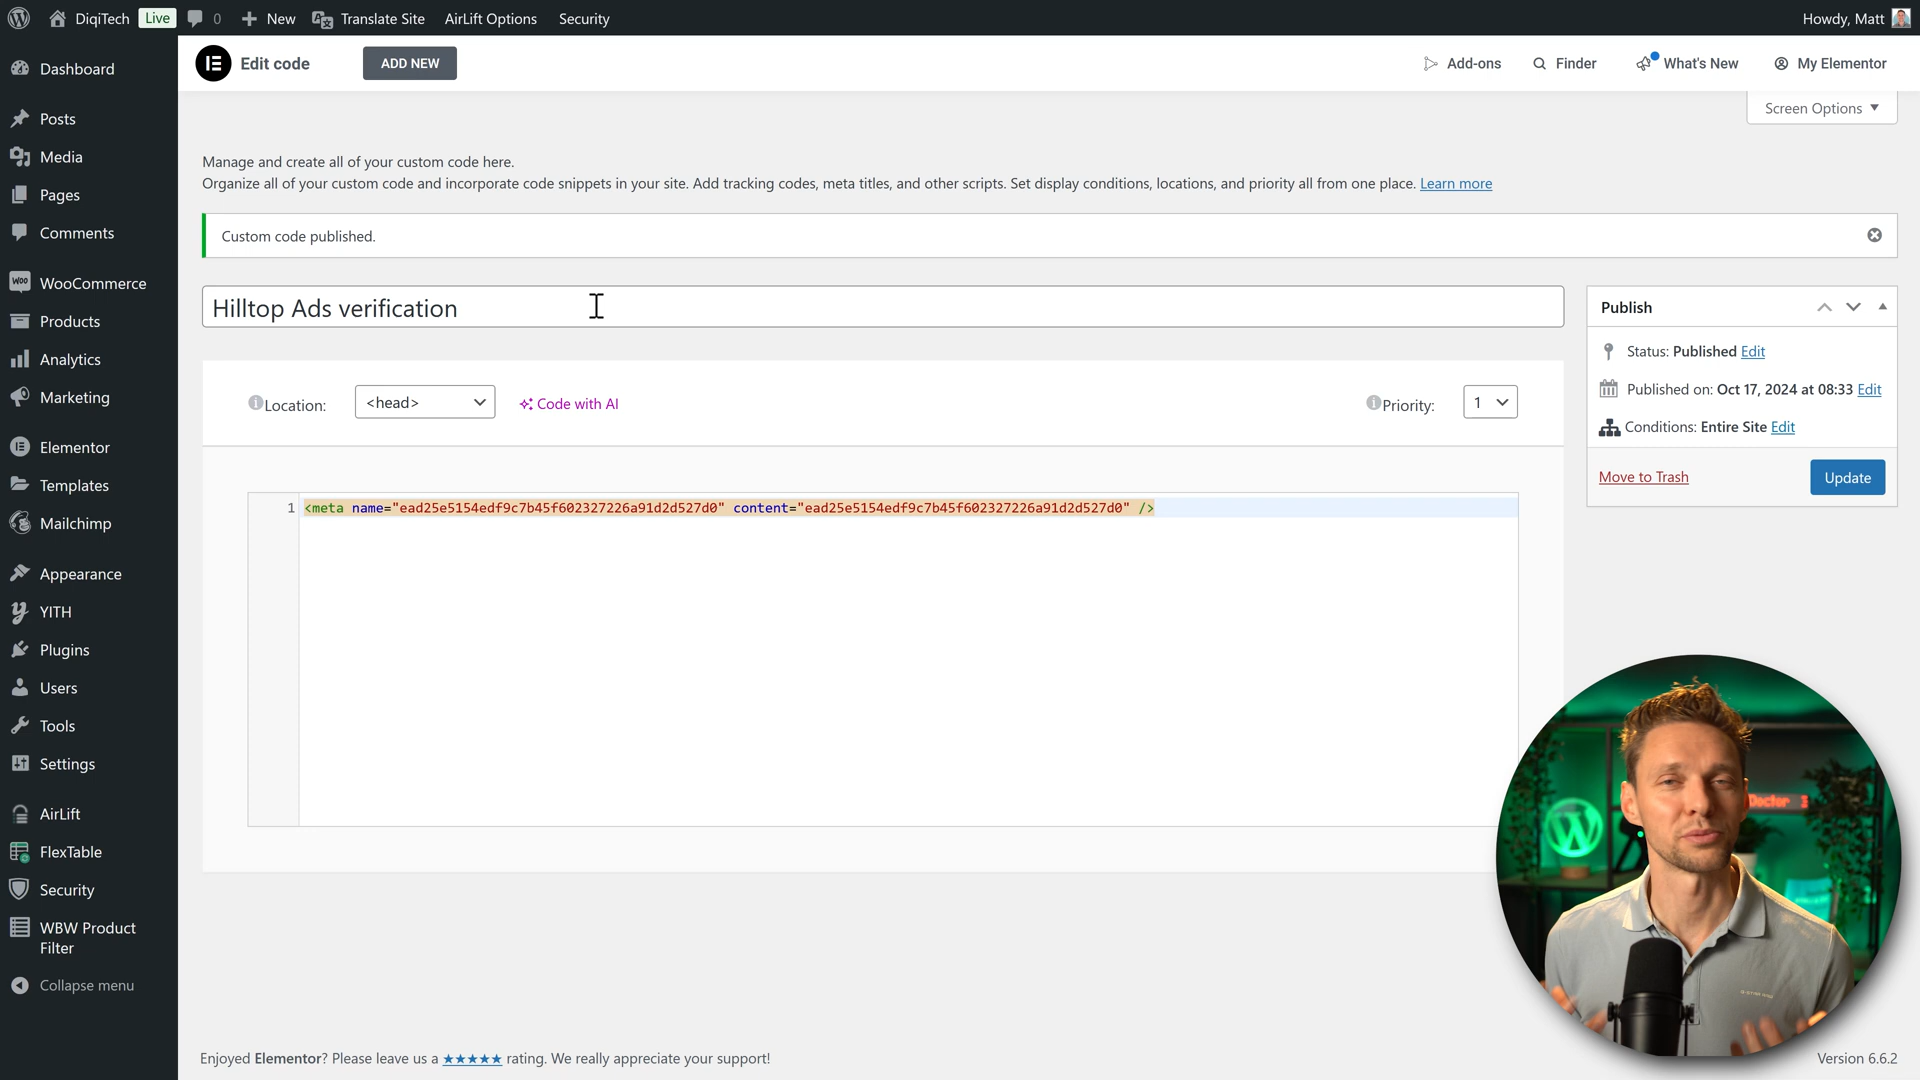 DiqiTech Live 0 New Translate Site AirLift Options Security Howdy, Matt
Edit code ADD NEW Add-ons Finder What's New My Elementor
Screen Options
Dashboard
Posts
Media
Pages
Comments
WooCommerce
Products
Analytics
Marketing
Elementor
Templates
Mailchimp
Appearance
YITH
Plugins
Users
Tools
Settings
AirLift
FlexTable
Security
WBW Product
Filter
Collapse menu
Manage and create all of your custom code here.
Organize all of your custom code and incorporate code snippets in your site. Add tracking codes, meta titles, and other scripts. Set display conditions, locations, and priority all from one place. Learn more
Custom code published.
Hilltop Ads verification
Location: <head> Code with AI Priority: 1
1 <meta name="ead25e5154edf9c7b45f602327226a91d2d527d0" content="ead25e5154edf9c7b45f602327226a91d2d527d0" />
Publish
Status: Published Edit
Published on: Oct 17, 2024 at 08:33 Edit
Conditions: Entire Site Edit
Move to Trash Update
Doctor
Enjoyed Elementor? Please leave us a ★★★★★ rating. We really appreciate your support!
Version 6.6.2